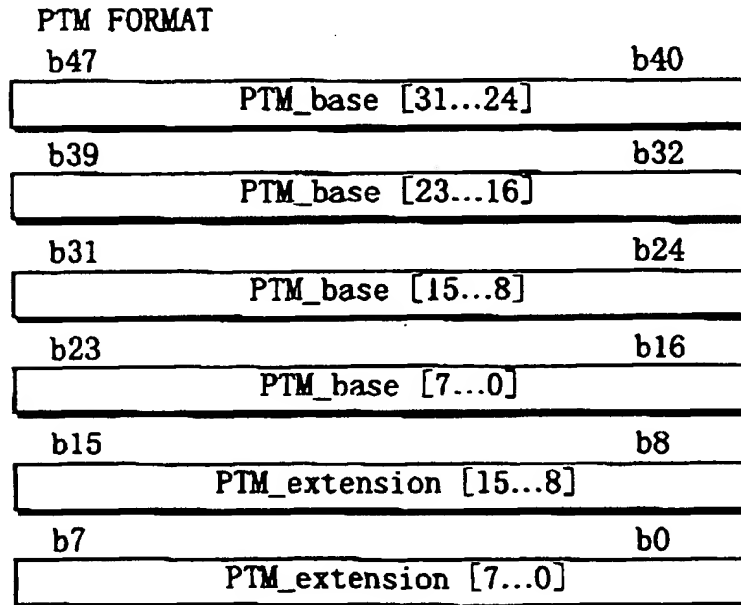 PTM FORMAT
b47 b40
PTM_base [31...24]
b39 b32
PTM_base [23...16]
b31 b24
PTM_base [15...8]
b23 b16
PTM_base [7...0]
b15 b8
PTM_extension [15...8]
b7 b0
PTM_extension [7...0]